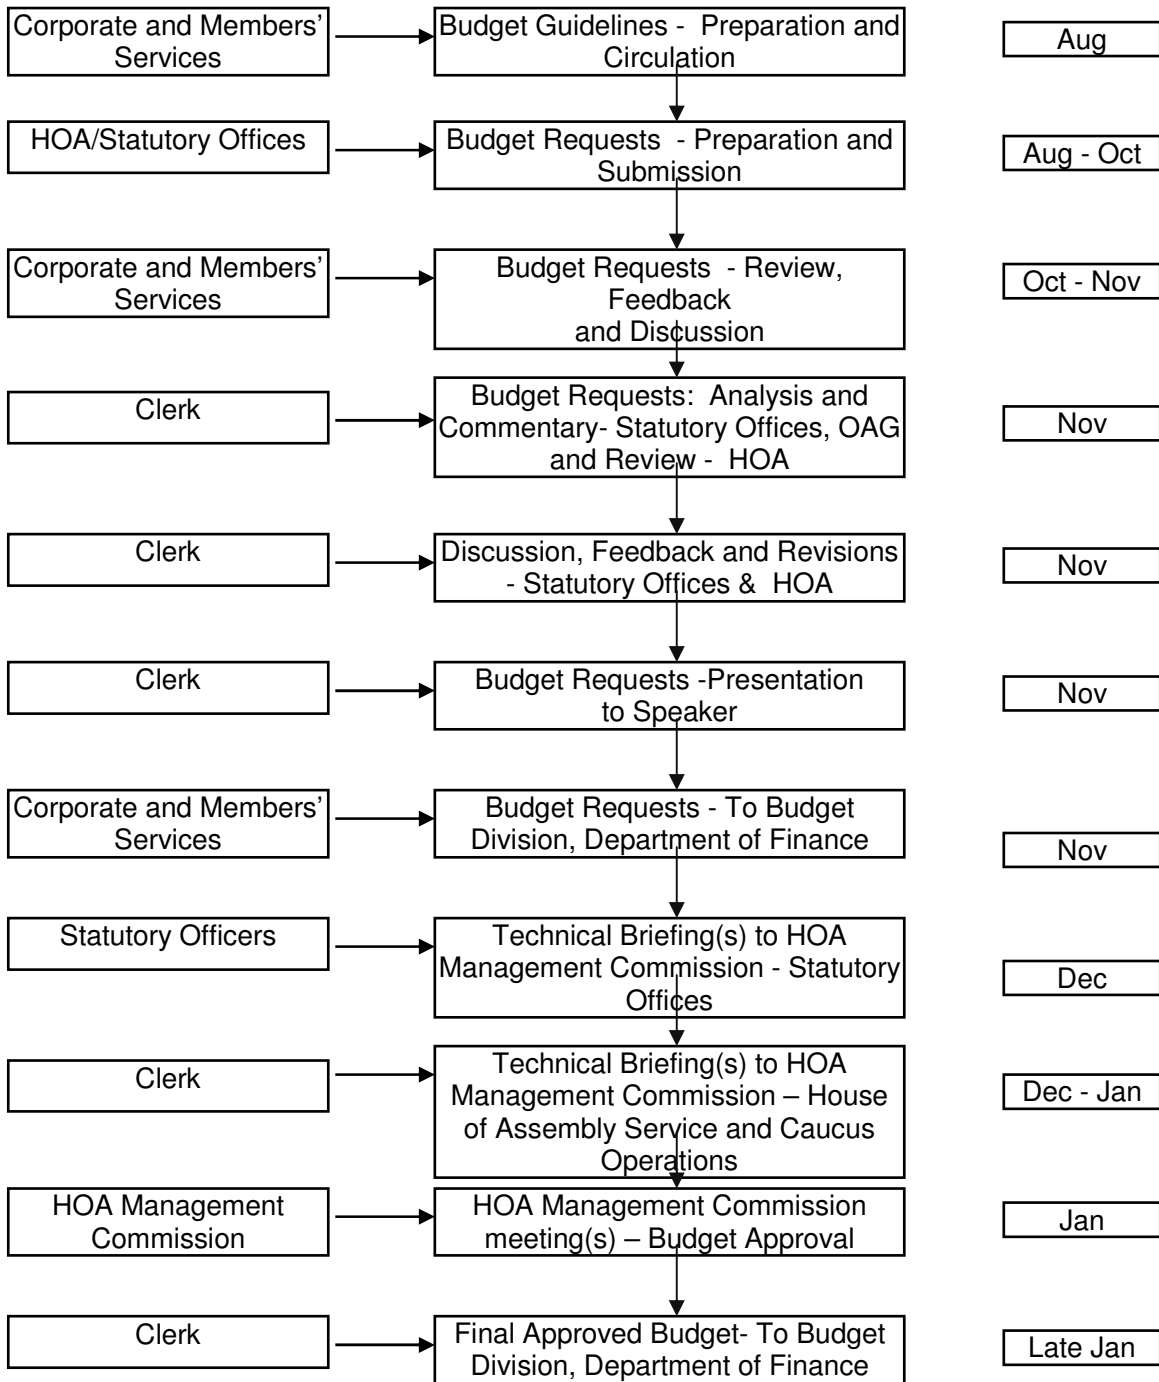 Corporate and Members’
Services
Budget Guidelines - Preparation and
Circulation
Aug
HOA/Statutory Offices
Budget Requests - Preparation and
Submission
Aug - Oct
Corporate and Members’
Services
Budget Requests - Review,
Feedback
and Discussion
Oct - Nov
Clerk
Budget Requests: Analysis and
Commentary- Statutory Offices, OAG
and Review - HOA
Nov
Clerk
Discussion, Feedback and Revisions
- Statutory Offices & HOA
Nov
Clerk
Budget Requests -Presentation
to Speaker
Nov
Corporate and Members’
Services
Budget Requests - To Budget
Division, Department of Finance
Nov
Statutory Officers
Technical Briefing(s) to HOA
Management Commission - Statutory
Offices
Dec
Clerk
Technical Briefing(s) to HOA
Management Commission – House
of Assembly Service and Caucus
Operations
Dec - Jan
HOA Management
Commission
HOA Management Commission
meeting(s) – Budget Approval
Jan
Clerk
Final Approved Budget- To Budget
Division, Department of Finance
Late Jan